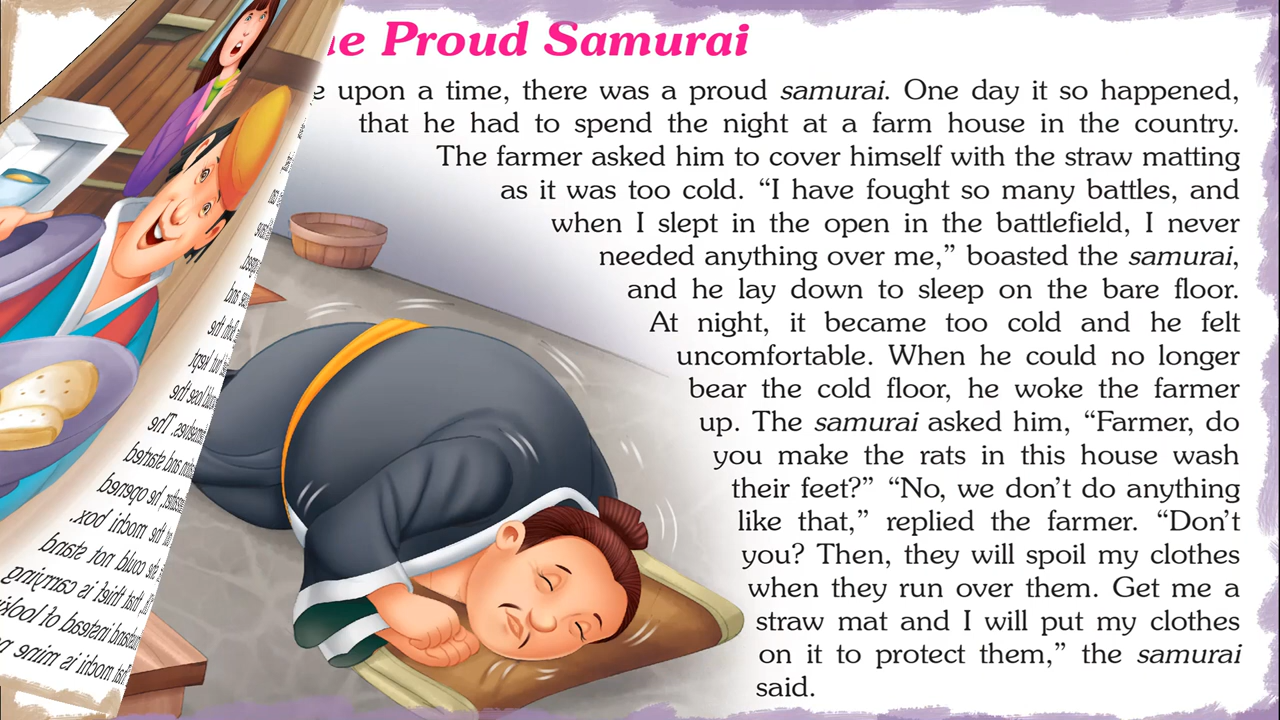 Proud Samurai
upon a time, there was a proud samurai. One day it so happened,
that he had to spend the night at a farm house in the country.
The farmer asked him to cover himself with the straw matting
as it was too cold. “I have fought so many battles, and
when I slept in the open in the battlefield, I never
needed anything over me,” boasted the samurai,
and he lay down to sleep on the bare floor.
At night, it became too cold and he felt
uncomfortable. When he could no longer
bear the cold floor, he woke the farmer
up. The samurai asked him, “Farmer, do
you make the rats in this house wash
their feet?” “No, we don’t do anything
like that,” replied the farmer. “Don’t
you? Then, they will spoil my clothes
when they run over them. Get me a
straw mat and I will put my clothes
on it to protect them,” the samurai
said.